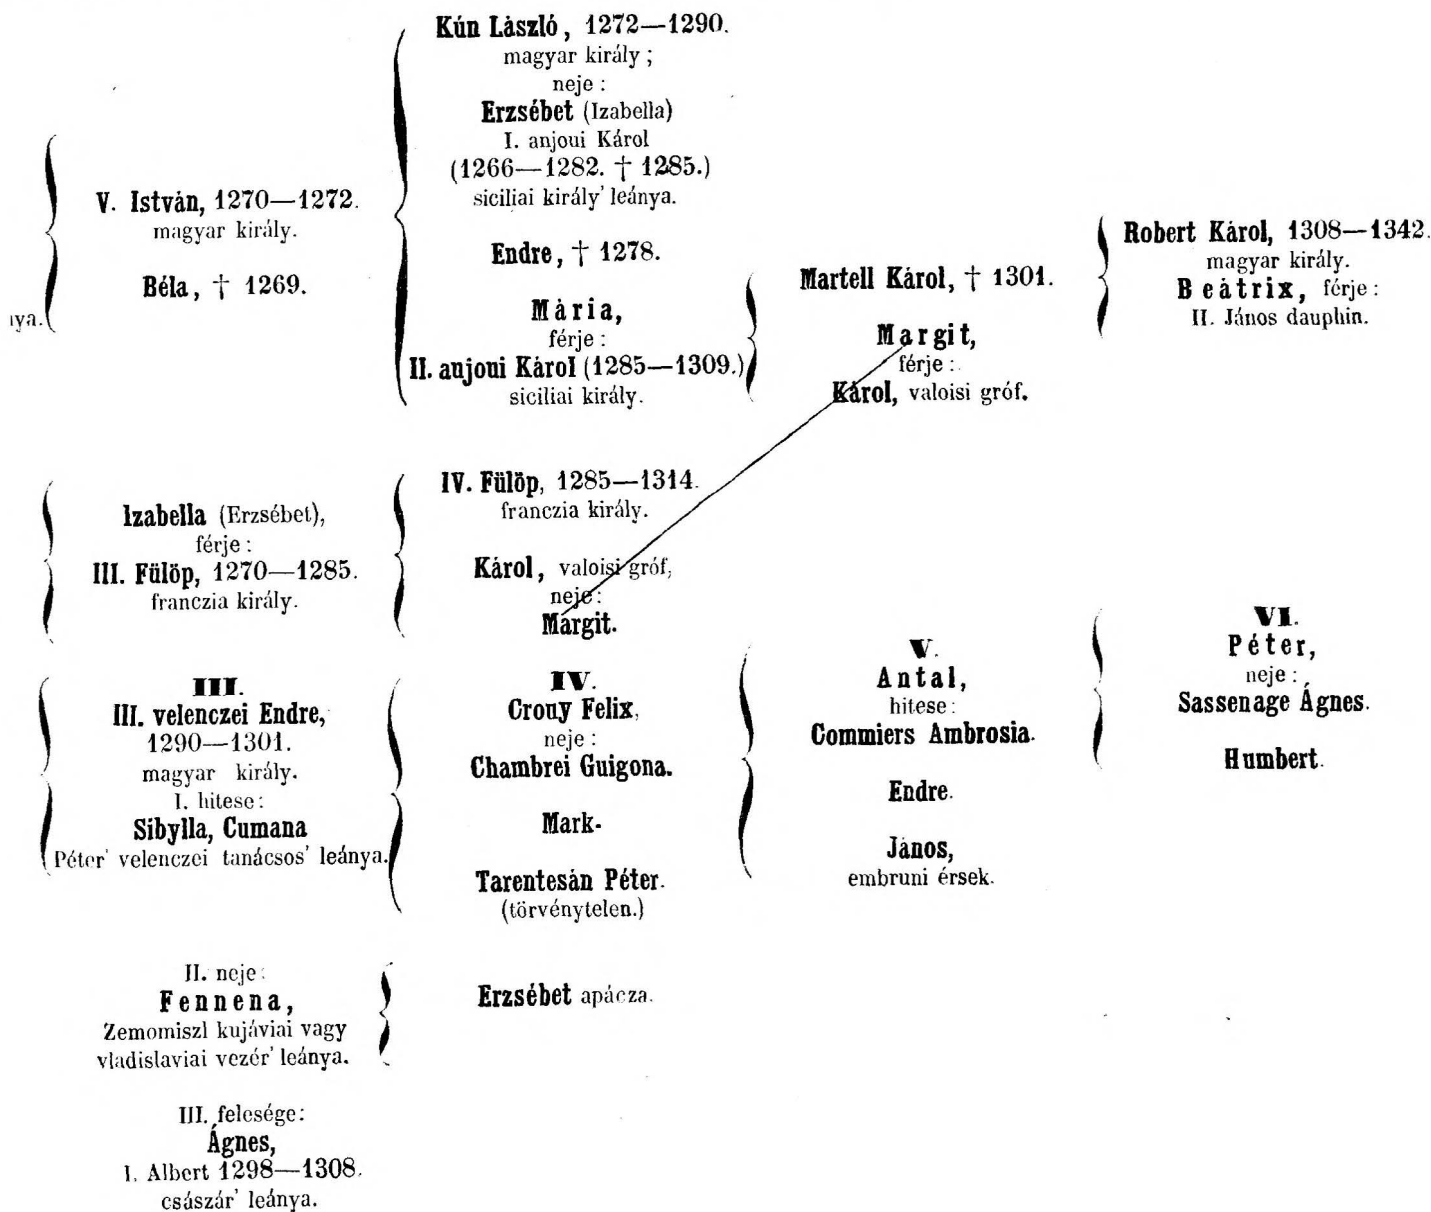 Kún László, 1272—1290.
magyar király ;
neje :
Erzsébet (Izabella)
I. anjoui Károl
(1266—1282. † 1285.)
siciliai király' leánya.
V. István, 1270—1272.
magyar király.
Béla, † 1269.
Endre, † 1278.
Mária,
férje :
II. anjoui Károl (1285—1309.)
siciliai király.
Martell Károl, † 1301.
Margit,
férje :
Károl, valoisi gróf.
Robert Károl, 1308—1342.
magyar király.
Beátrix, férje :
II. János dauphin.
Izabella (Erzsébet),
férje :
III. Fülöp, 1270—1285.
franczia király.
IV. Fülöp, 1285—1314.
franczia király.
Károl, valoisi gróf,
neje :
Margit.
III.
III. velenczei Endre,
1290—1301.
magyar király.
I. hitese :
Sibylla, Cumana
Péter' velenczei tanácsos' leánya.
IV.
Crouy Felix,
neje :
Chambrei Guigona.
Mark.
Tarentesán Péter.
(törvénytelen.)
V.
Antal,
hitese :
Commiers Ambrosia.
Endre.
János,
embruni érsek.
VI.
Péter,
neje :
Sassenage Ágnes.
Humbert.
II. neje :
Fennena,
Zemomiszl kujáviai vagy
vladislaviai vezér' leánya.
Erzsébet apácza.
III. felesége :
Ágnes,
I. Albert 1298—1308.
császár' leánya.